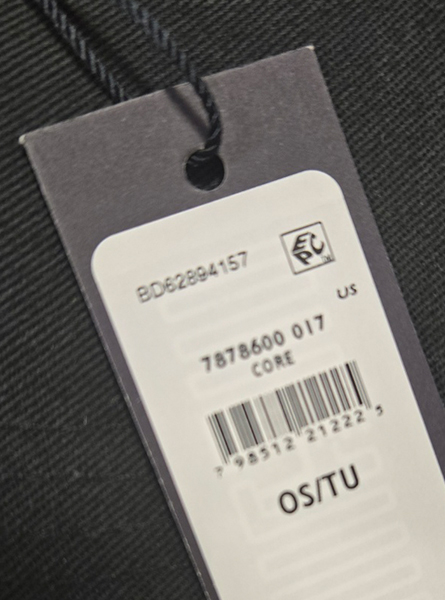 BD62894157
EPC
US
7878600 017
CORE
7 98512 21222 5
OS/TU